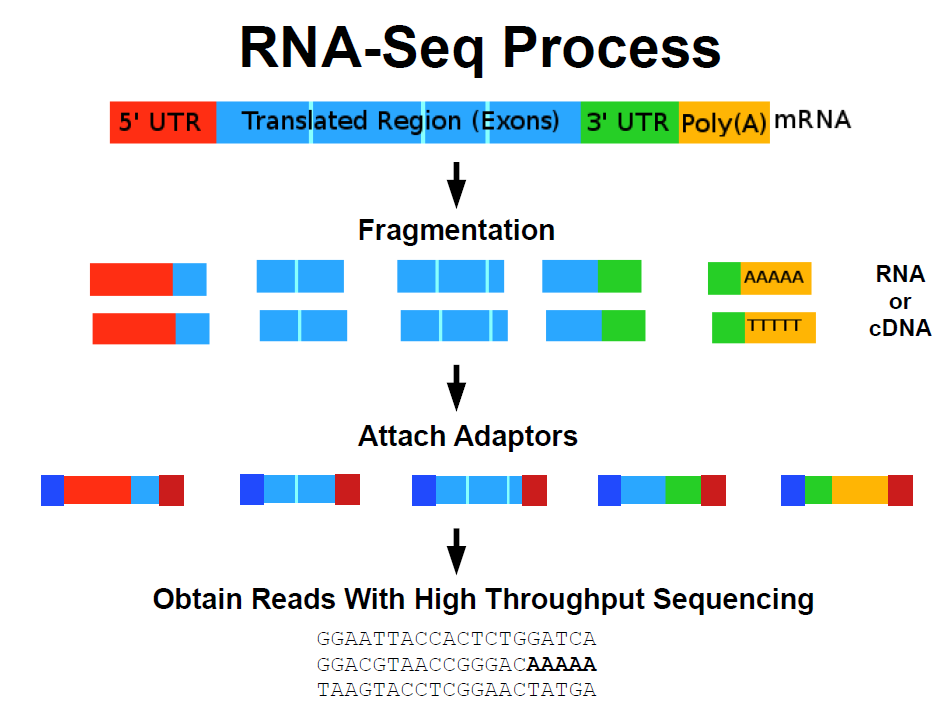 RNA-Seq Process
5' UTR Translated Region (Exons) 3' UTR Poly(A) mRNA
Fragmentation
AAAAA
TTTTT
RNA
or
cDNA
Attach Adaptors
Obtain Reads With High Throughput Sequencing
GGAATTACCACTCTGGATCA
GGACGTAACCGGGACAAAAA
TAAGTACCTCGGAACTATGA